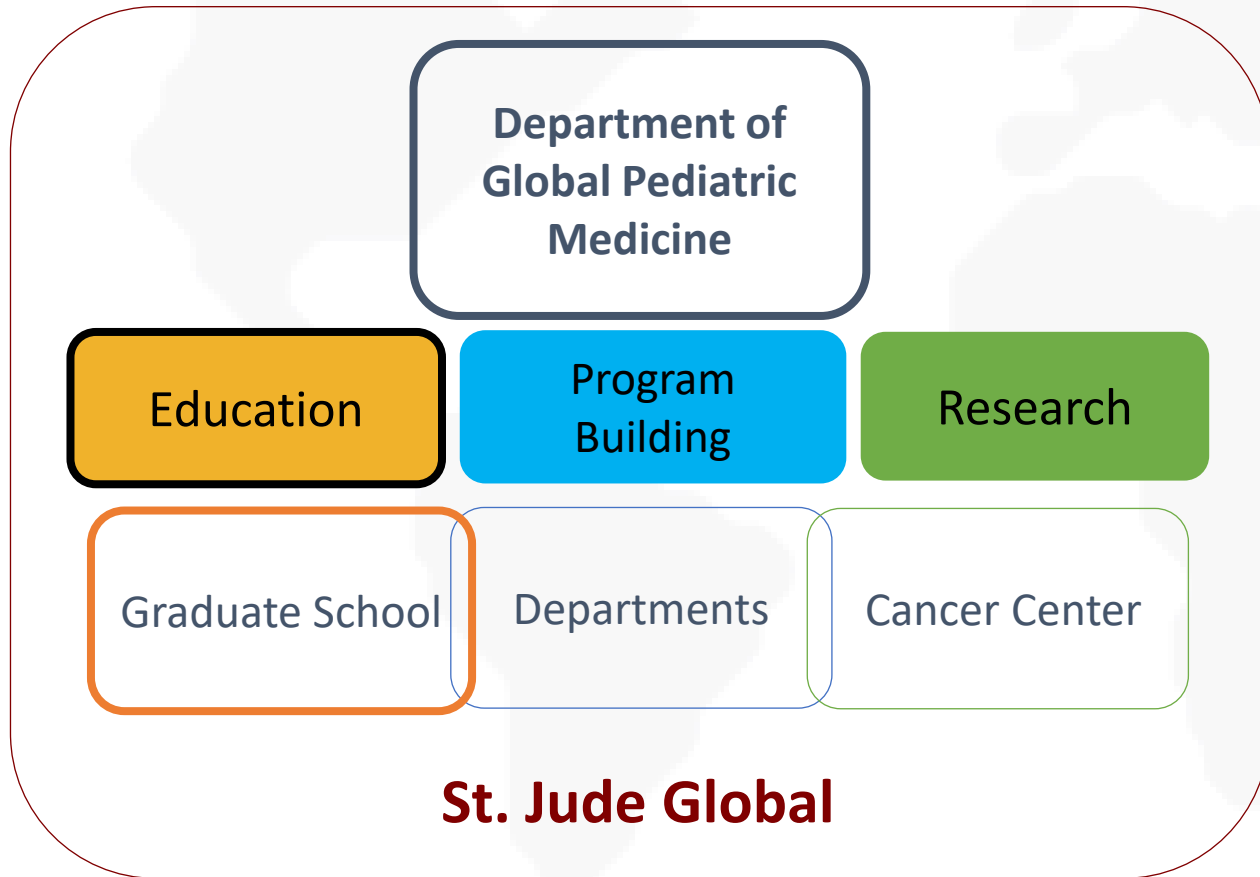 Department of
Global Pediatric
Medicine
Education
Program
Building
Research
Graduate School
Departments
Cancer Center
St. Jude Global